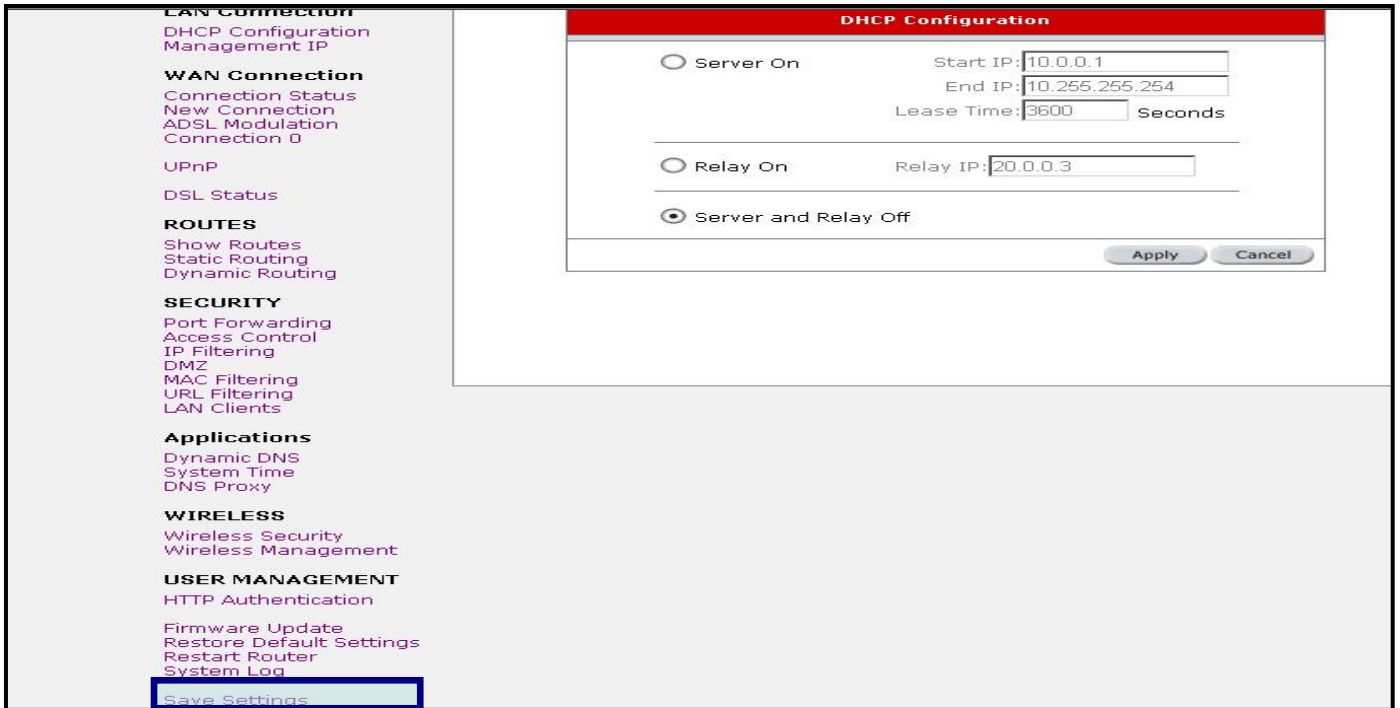 LAN Connection
DHCP Configuration
Management IP
WAN Connection
Connection Status
New Connection
ADSL Modulation
Connection 0
UPnP
DSL Status
ROUTES
Show Routes
Static Routing
Dynamic Routing
SECURITY
Port Forwarding
Access Control
IP Filtering
DMZ
MAC Filtering
URL Filtering
LAN Clients
Applications
Dynamic DNS
System Time
DNS Proxy
WIRELESS
Wireless Security
Wireless Management
USER MANAGEMENT
HTTP Authentication
Firmware Update
Restore Default Settings
Restart Router
System Log
Save Settings
DHCP Configuration
Server On Start IP: 10.0.0.1
End IP: 10.255.255.254
Lease Time: 3600 Seconds
Relay On Relay IP: 20.0.0.3
Server and Relay Off
Apply Cancel